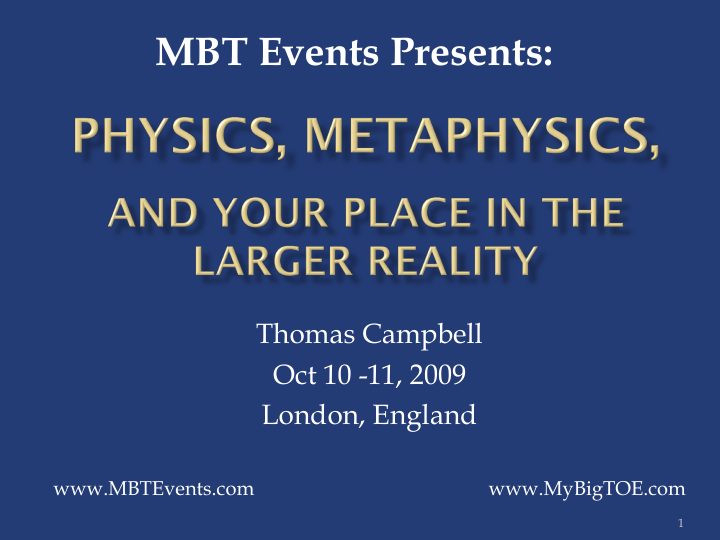 MBT Events Presents:
PHYSICS, METAPHYSICS,
AND YOUR PLACE IN THE
LARGER REALITY
Thomas Campbell
Oct 10 -11, 2009
London, England
www.MBTEvents.com
www.MyBigTOE.com
1